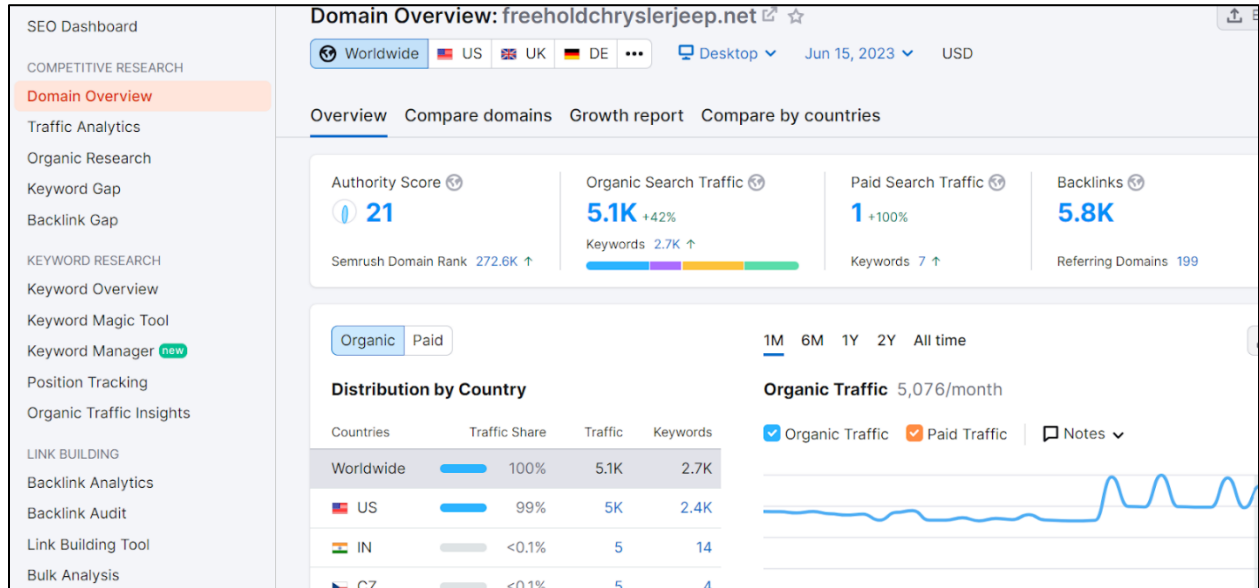 SEO Dashboard
COMPETITIVE RESEARCH
Domain Overview
Traffic Analytics
Organic Research
Keyword Gap
Backlink Gap
KEYWORD RESEARCH
Keyword Overview
Keyword Magic Tool
Keyword Manager new
Position Tracking
Organic Traffic Insights
LINK BUILDING
Backlink Analytics
Backlink Audit
Link Building Tool
Bulk Analysis
Domain Overview: freeholdchryslerjeep.net
Worldwide US UK DE •••
Desktop Jun 15, 2023 USD
Overview Compare domains Growth report Compare by countries
Authority Score
21
Semrush Domain Rank 272.6K ↑
Organic Search Traffic
5.1K +42%
Keywords 2.7K ↑
Paid Search Traffic
1 +100%
Keywords 7 ↑
Backlinks
5.8K
Referring Domains 199
Organic Paid
Distribution by Country
Countries Traffic Share Traffic Keywords
Worldwide 100% 5.1K 2.7K
US 99% 5K 2.4K
IN <0.1% 5 14
CZ <0.1% 5 4
1M 6M 1Y 2Y All time
Organic Traffic 5,076/month
Organic Traffic Paid Traffic Notes